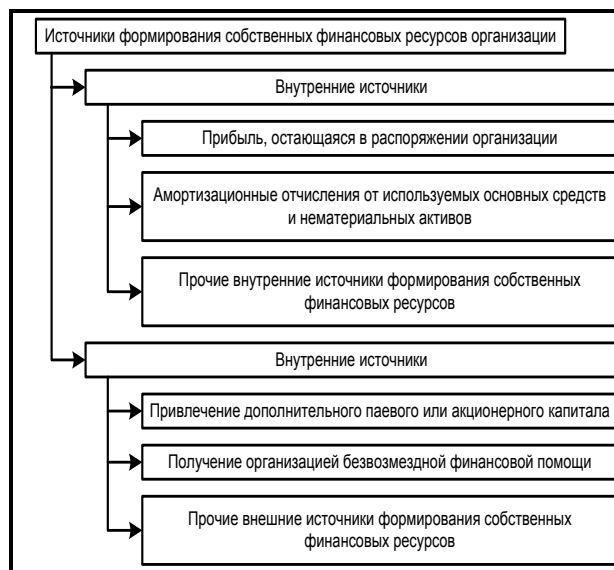 Источники формирования собственных финансовых ресурсов организации
Внутренние источники
Прибыль, остающаяся в распоряжении организации
Амортизационные отчисления от используемых основных средств
и нематериальных активов
Прочие внутренние источники формирования собственных
финансовых ресурсов
Внутренние источники
Привлечение дополнительного паевого или акционерного капитала
Получение организацией безвозмездной финансовой помощи
Прочие внешние источники формирования собственных
финансовых ресурсов